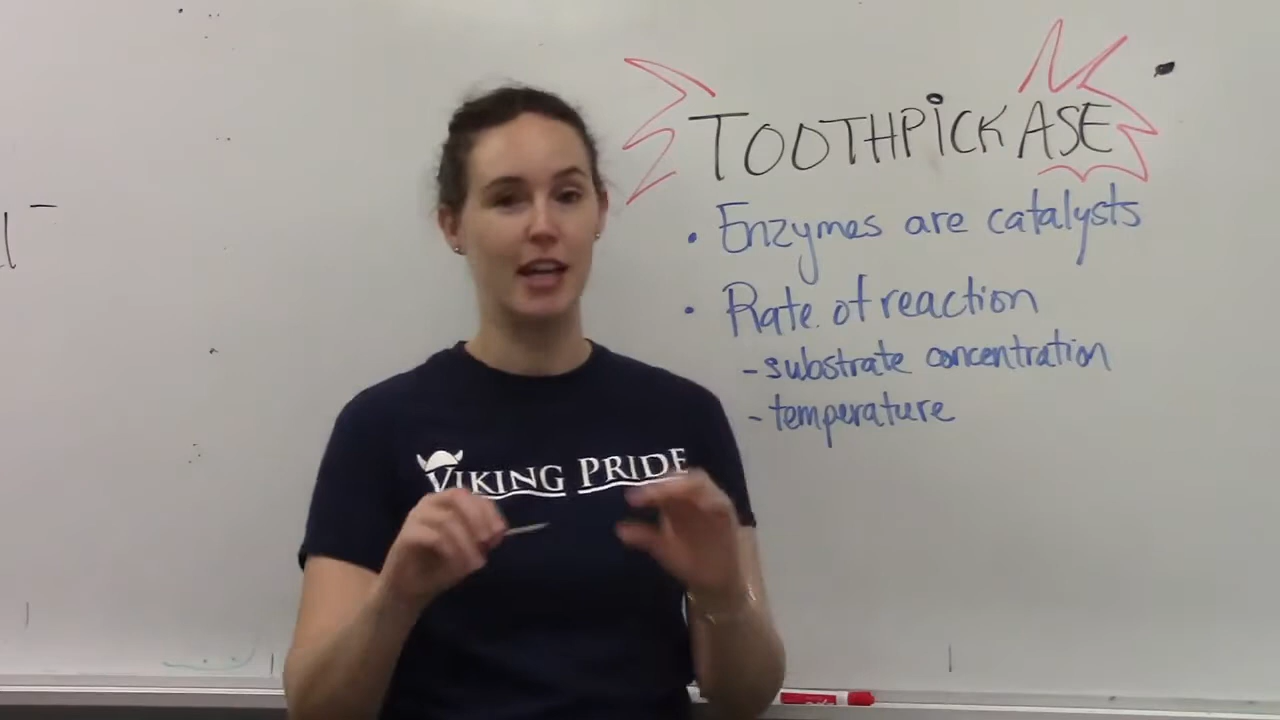 TOOTHPiCKASE
• Enzymes are catalysts
• Rate of reaction
- substrate concentration
- temperature
VIKING PRIDE